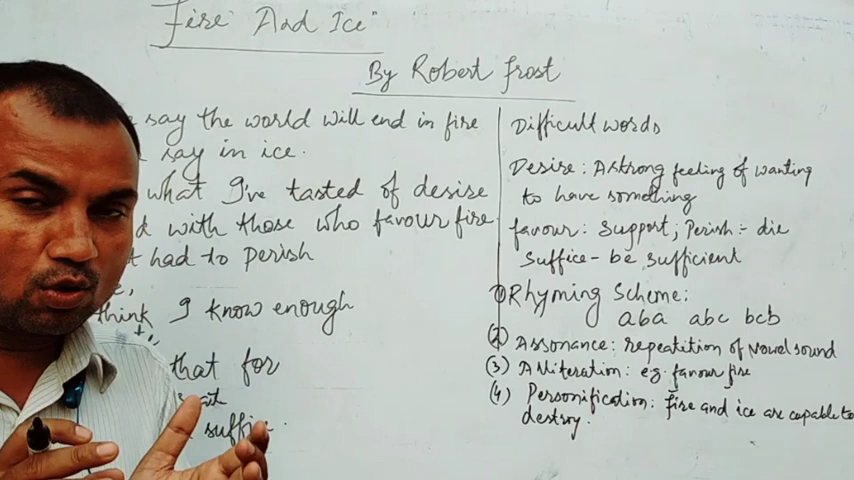 "Fire And Ice"
By Robert Frost
say the world will end in fire
say in ice.
what I've tasted of desire
with those who favour fire
had to Perish
think I know enough
that for
suffice.
Difficult words
Desire: A strong feeling of wanting
to have something
favour: Support; Perish :- die
Suffice - be sufficient
(1) Rhyming Scheme:
aba abc bcb
(2) Assonance: repeatition of vowel sound
(3) Alliteration: e.g. favour fire
(4) Personification: fire and ice are capable to
destroy.